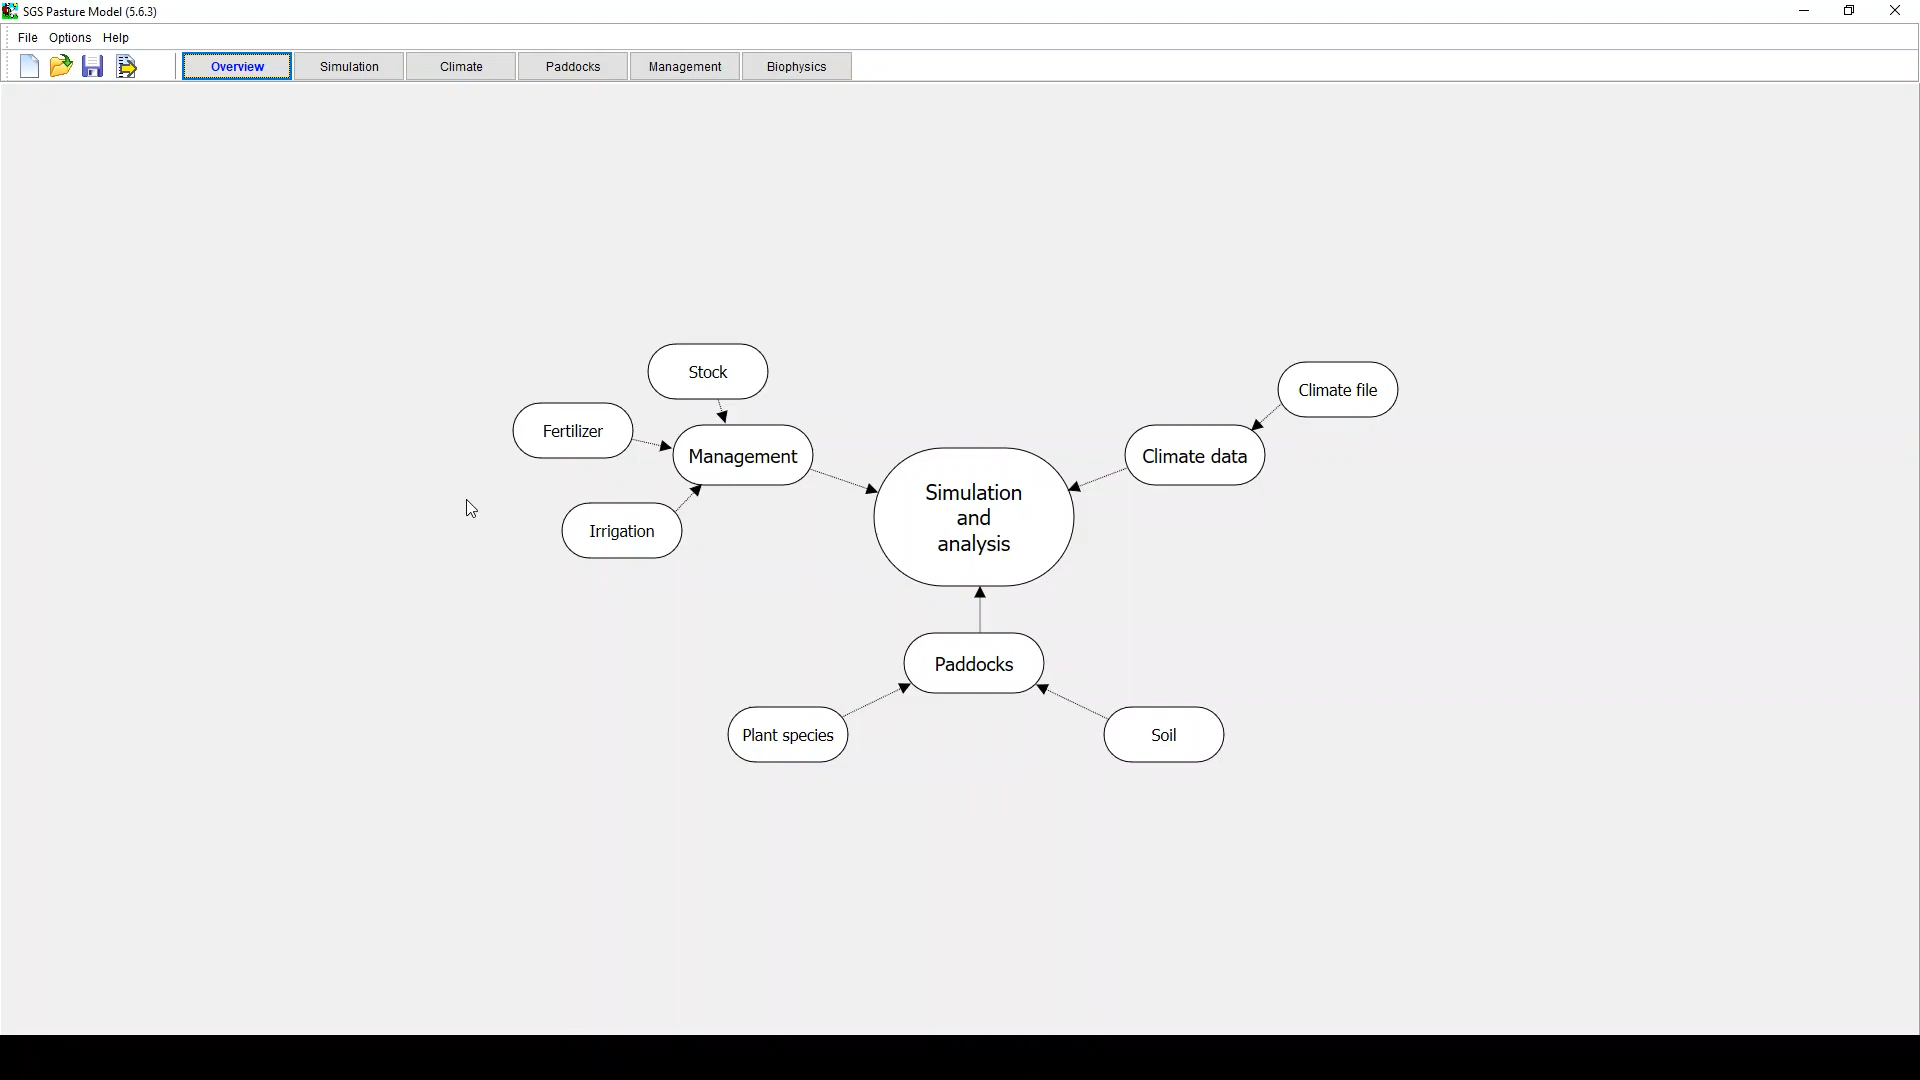 SGS Pasture Model (5.6.3)
File Options Help
Overview Simulation Climate Paddocks Management Biophysics
Stock
Climate file
Fertilizer
Management
Climate data
Simulation
and
analysis
Irrigation
Paddocks
Plant species
Soil